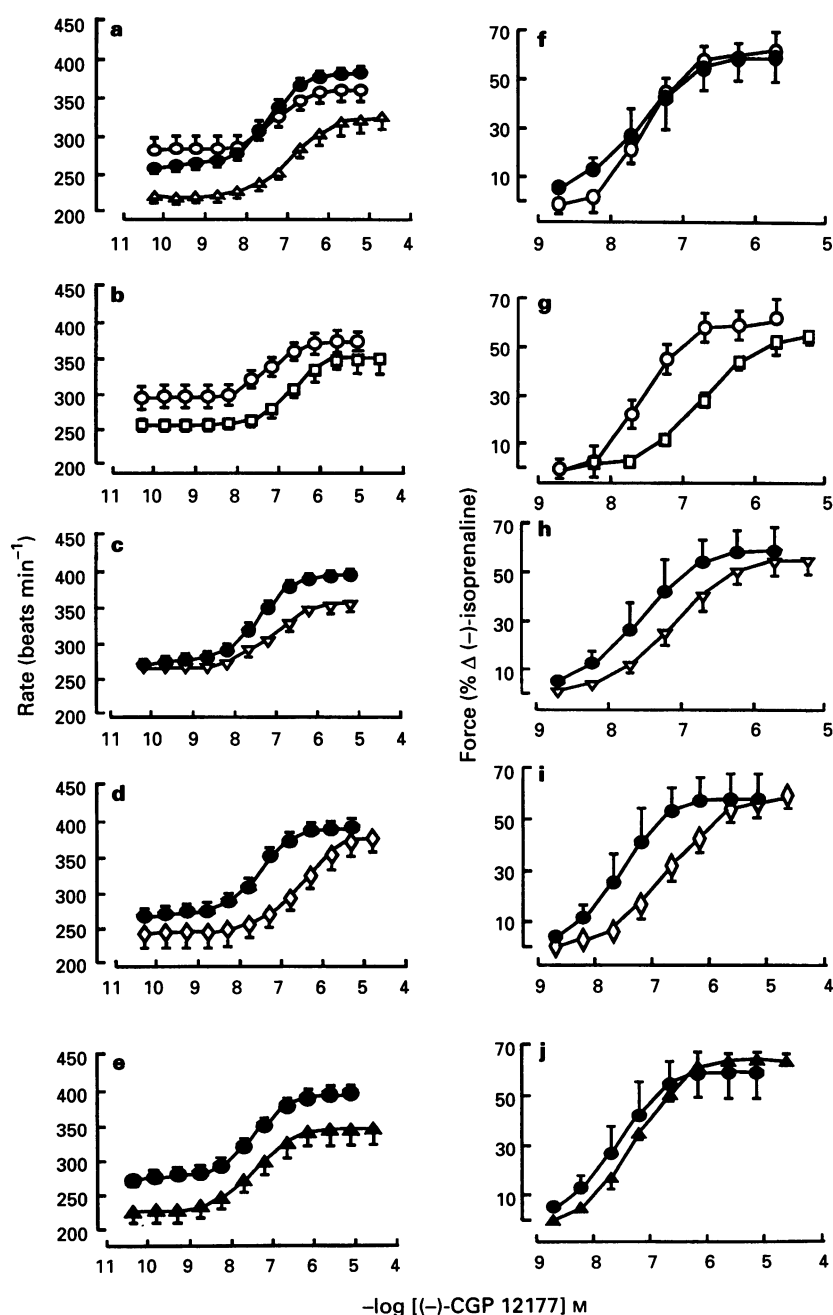 a
450
400
350
300
250
200
11 10 9 8 7 6 5 4
b
450
350
250
200
11 10 9 8 7 6 5 4
c
450
400
350
300
250
200
11 10 9 8 7 6 5 4
d
450
400
350
300
250
200
11 10 9 8 7 6 5 4
e
450
400
350
300
250
200
11 10 9 8 7 6 5 4
Rate (beats min⁻¹)
f
70
50
30
10
9 8 7 6 5
g
70
50
30
10
9 8 7 6 5
h
70
50
30
10
9 8 7 6 5
i
70
50
30
10
9 8 7 6 5 4
j
70
50
30
10
9 8 7 6 5 4
Force (% Δ (–)-isoprenaline)
–log [(–)-CGP 12177] M